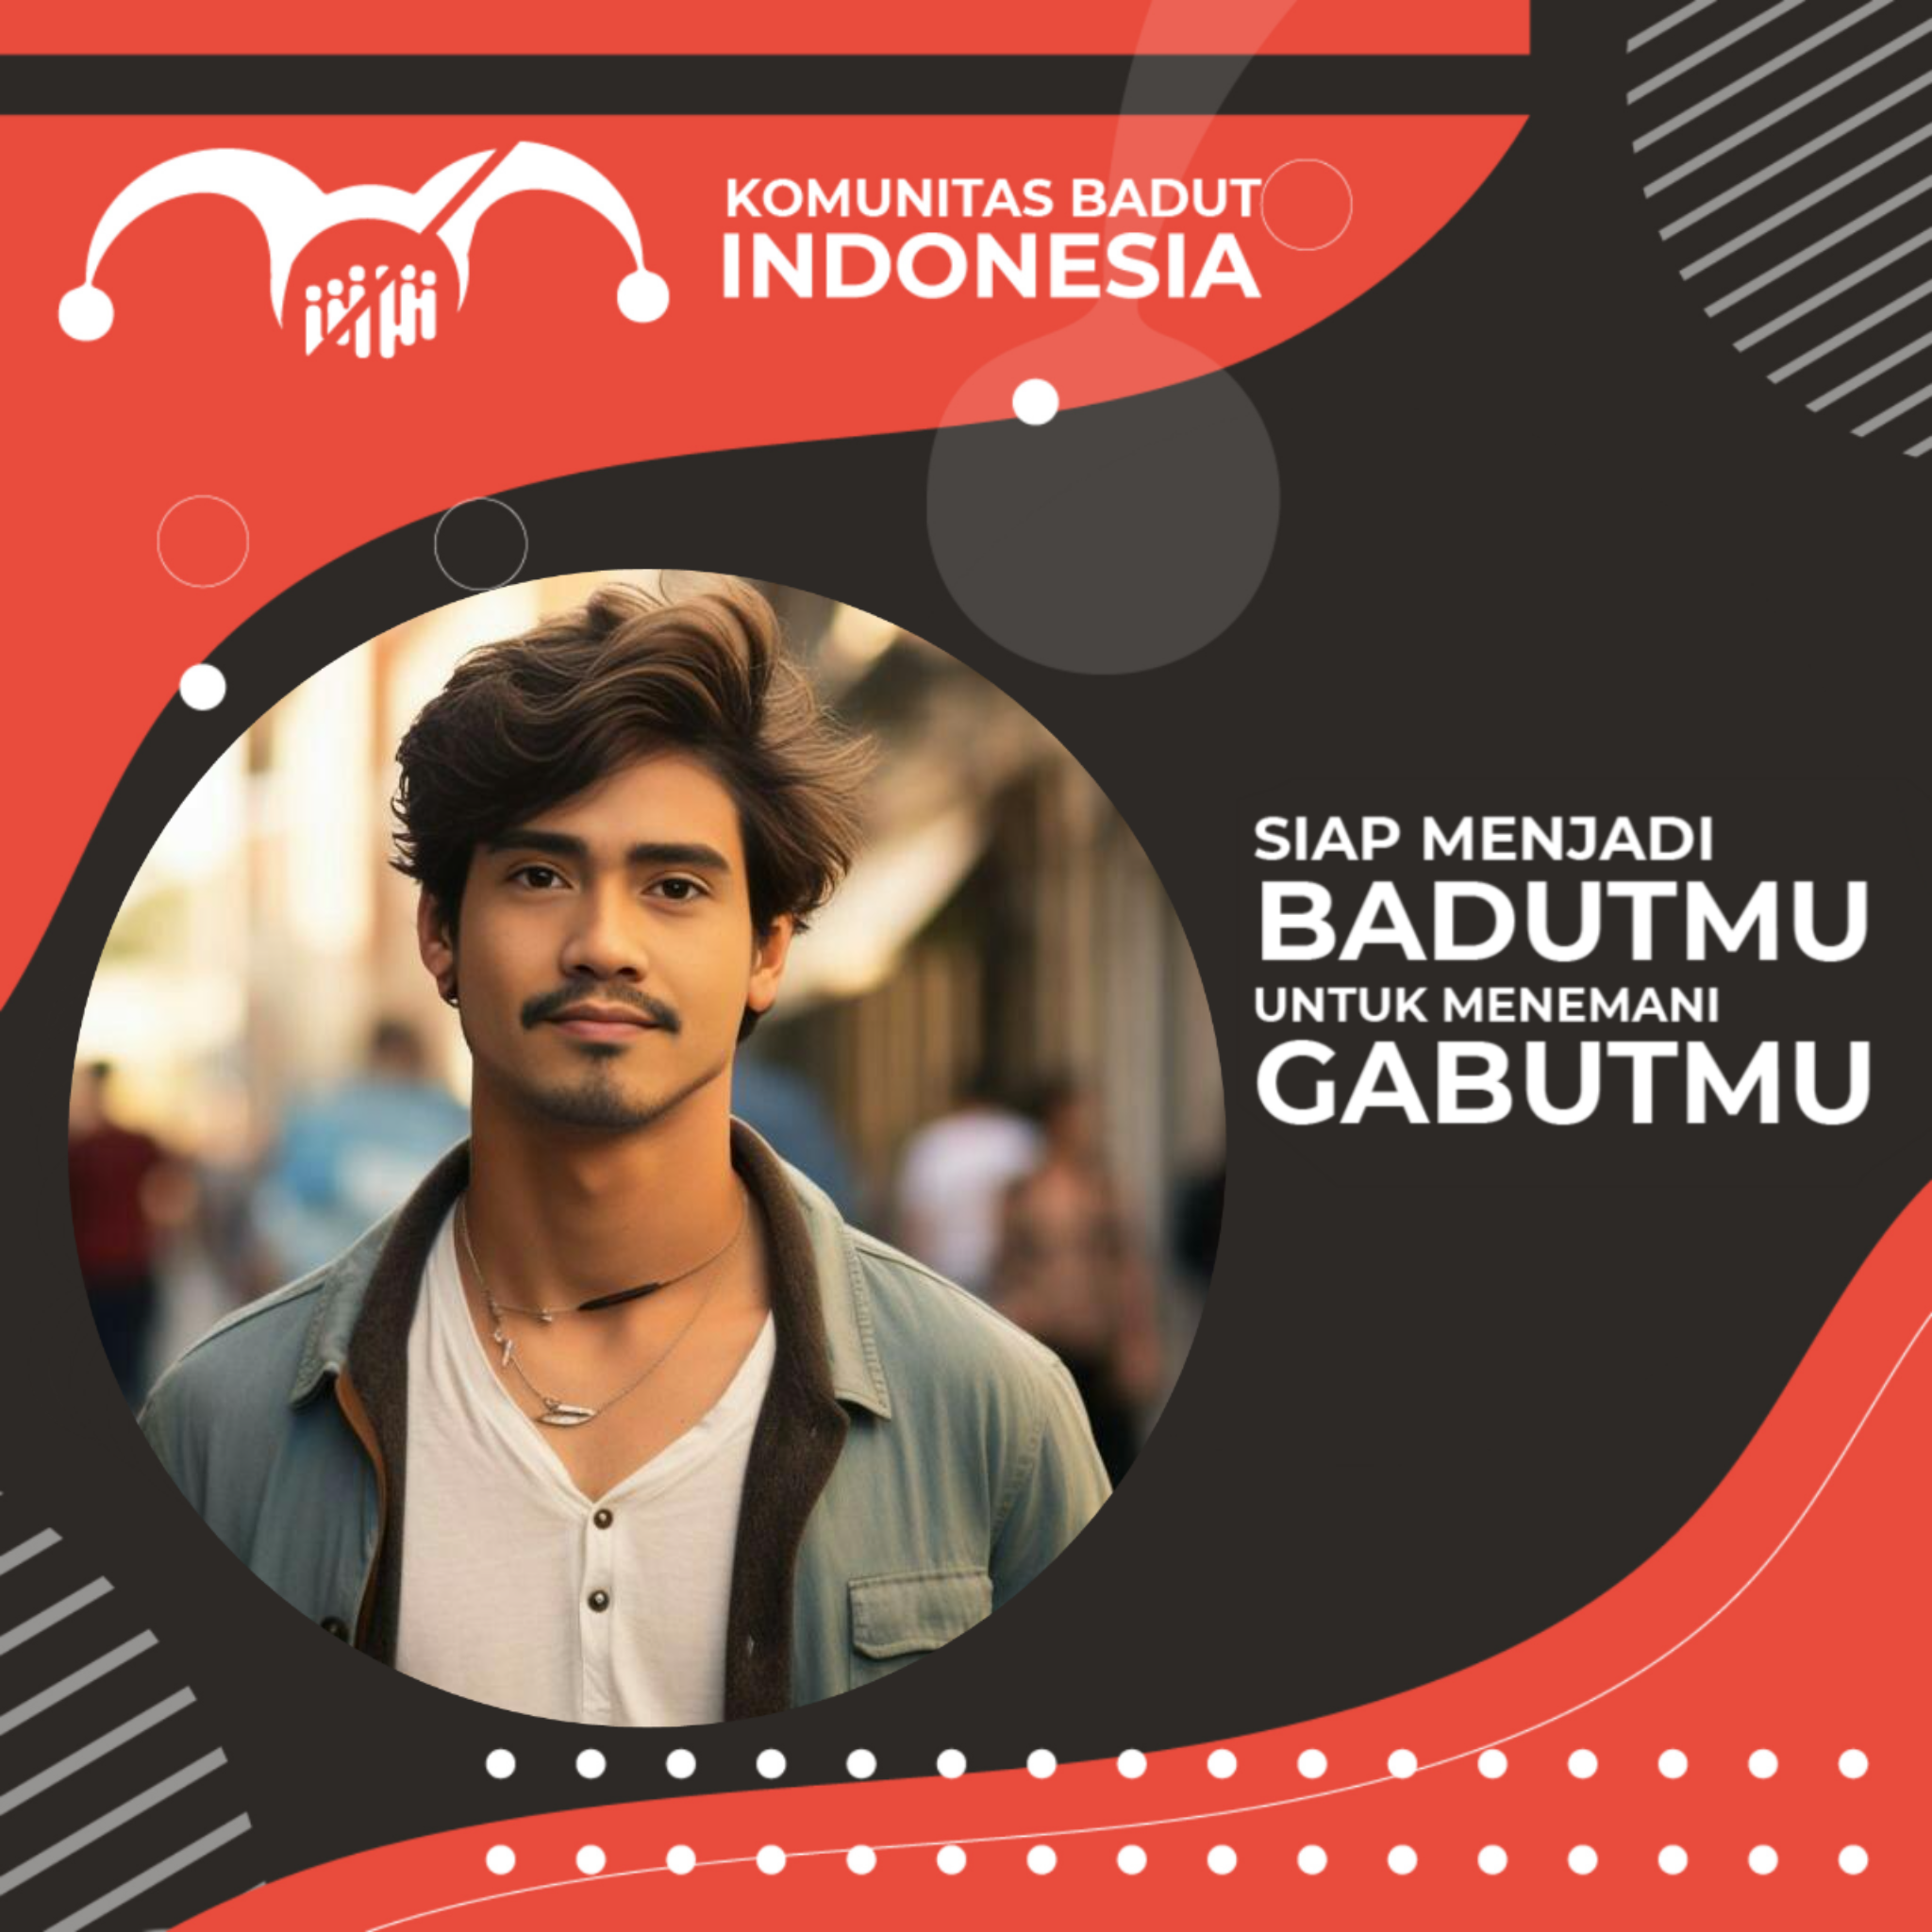 KOMUNITAS BADUT
INDONESIA
SIAP MENJADI
BADUTMU
UNTUK MENEMANI
GABUTMU